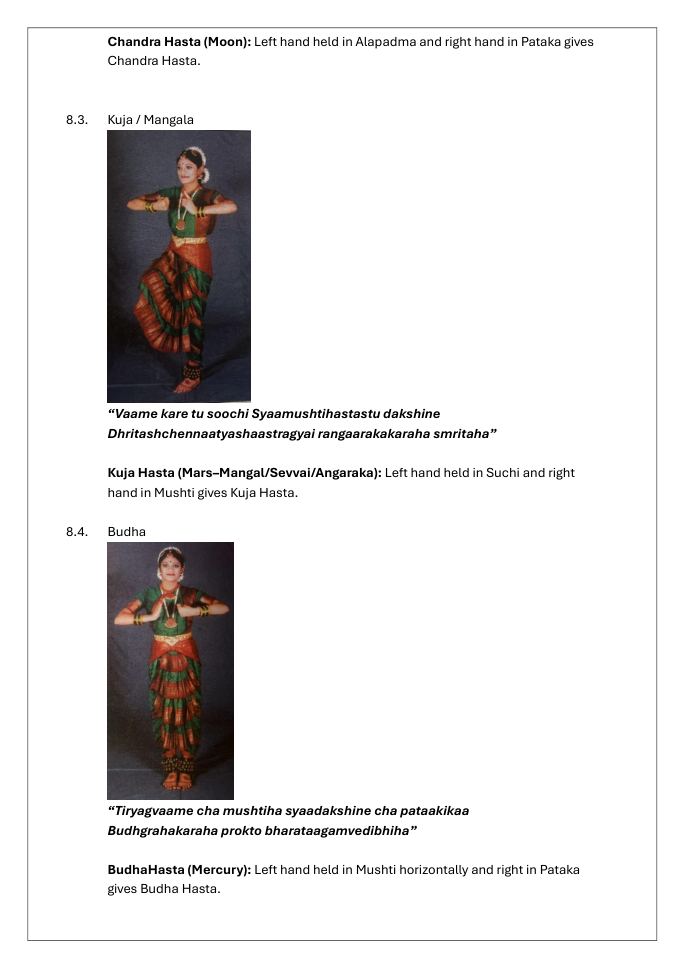 Chandra Hasta (Moon): Left hand held in Alapadma and right hand in Pataka gives
Chandra Hasta.
8.3. Kuja / Mangala
“Vaame kare tu soochi Syaamushtihastastu dakshine
Dhritashchennaatyashaastragyai rangaarakakaraha smritaha”
Kuja Hasta (Mars–Mangal/Sevvai/Angaraka): Left hand held in Suchi and right
hand in Mushti gives Kuja Hasta.
8.4. Budha
“Tiryagvaame cha mushtiha syaadakshine cha pataakikaa
Budhgrahakaraha prokto bharataagamvedibhiha”
BudhaHasta (Mercury): Left hand held in Mushti horizontally and right in Pataka
gives Budha Hasta.